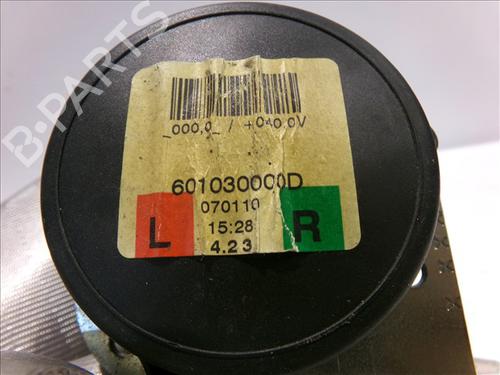 B-PARTS
_000,0_ / +040,0V
601030000D
070110
15:28
4.23
L R